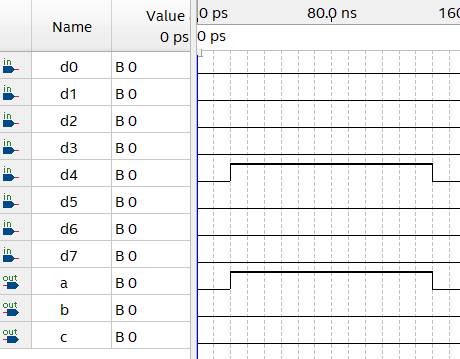 Name Value 0 ps 80.0 ns 160
0 ps 0 ps
in d0 B 0
in d1 B 0
in d2 B 0
in d3 B 0
in d4 B 0
in d5 B 0
in d6 B 0
in d7 B 0
out a B 0
out b B 0
out c B 0